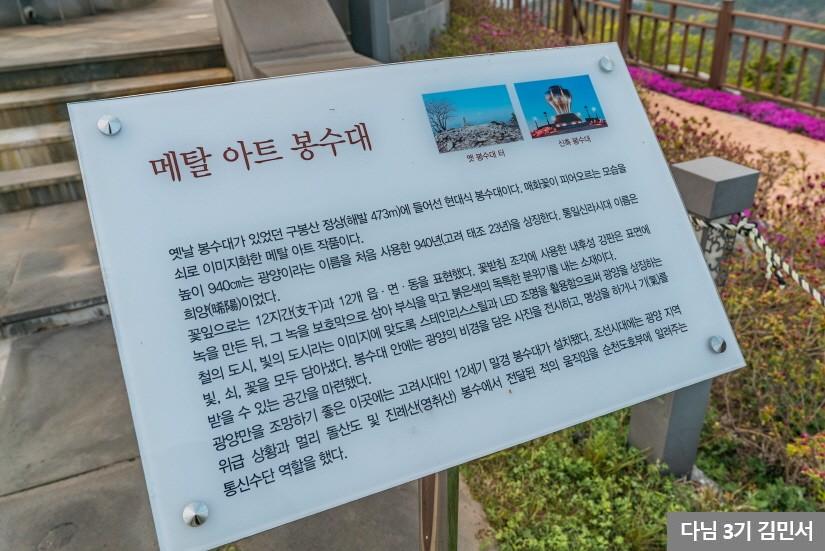 메탈 아트 봉수대
옛 봉수대 터
신축 봉수대
옛날 봉수대가 있었던 구봉산 정상(해발 473m)에 들어선 현대식 봉수대이다. 매화꽃이 피어오르는 모습을
쇠로 이미지화한 메탈 아트 작품이다.
높이 940㎝는 광양이라는 이름을 처음 사용한 940년(고려 태조 23년)을 상징한다. 통일신라시대 이름은
희양(晞陽)이었다.
꽃잎으로는 12지간(支干)과 12개 읍·면·동을 표현했다. 꽃받침 조각에 사용한 내후성 강판은 표면에
녹을 만든 뒤, 그 녹을 보호막으로 삼아 부식을 막고 붉은색의 독특한 분위기를 내는 소재이다.
철의 도시, 빛의 도시라는 이미지에 맞도록 스테인리스스틸과 LED 조명을 활용함으로써 광양을 상징하는
빛, 쇠, 꽃을 모두 담아냈다. 봉수대 안에는 광양의 비경을 담은 사진을 전시하고, 명상을 하거나 기(氣)를
받을 수 있는 공간을 마련했다.
광양만을 조망하기 좋은 이곳에는 고려시대인 12세기 말경 봉수대가 설치됐다. 조선시대에는 광양 지역
위급 상황과 멀리 돌산도 및 진례산(영취산) 봉수에서 전달된 적의 움직임을 순천도호부에 알려주는
통신수단 역할을 했다.
다님 3기 김민서